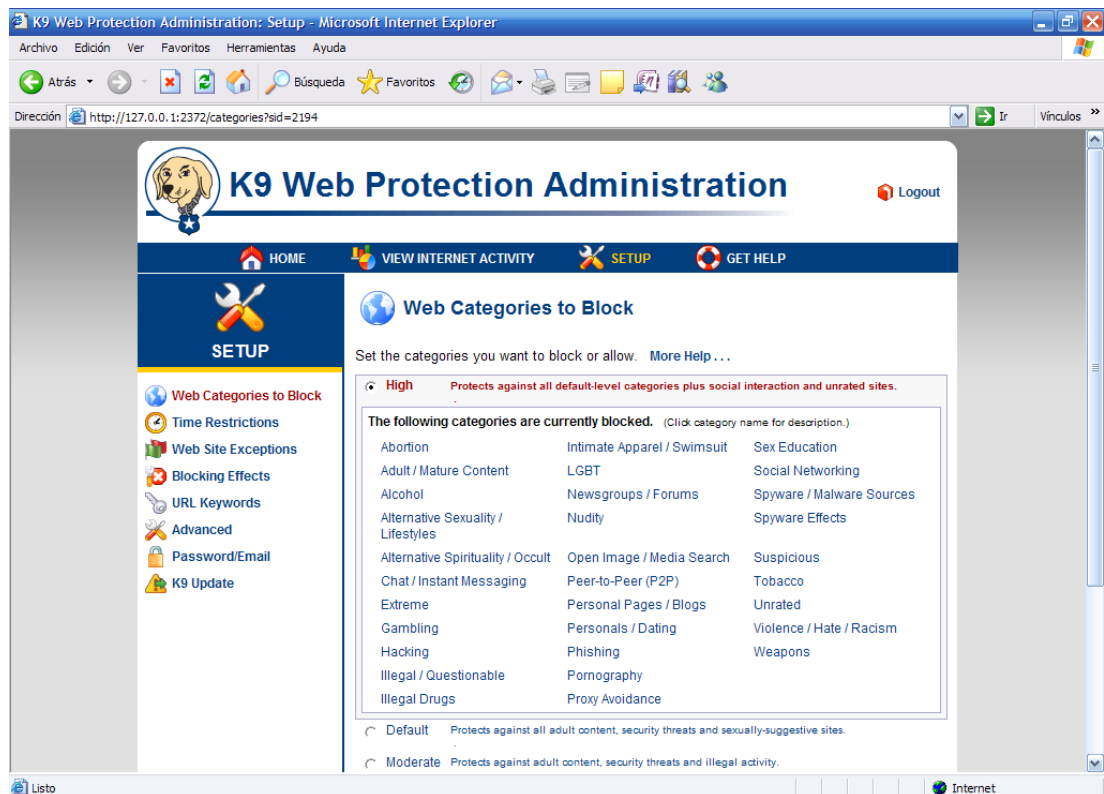 K9 Web Protection Administration: Setup - Microsoft Internet Explorer
Archivo Edición Ver Favoritos Herramientas Ayuda
Atrás Búsqueda Favoritos
Dirección http://127.0.0.1:2372/categories?sid=2194 Ir Vínculos »
K9 Web Protection Administration
Logout
HOME VIEW INTERNET ACTIVITY SETUP GET HELP
SETUP
Web Categories to Block
Time Restrictions
Web Site Exceptions
Blocking Effects
URL Keywords
Advanced
Password/Email
K9 Update
Web Categories to Block
Set the categories you want to block or allow. More Help . . .
High Protects against all default-level categories plus social interaction and unrated sites.
The following categories are currently blocked. (Click category name for description.)
Abortion Intimate Apparel / Swimsuit Sex Education
Adult / Mature Content LGBT Social Networking
Alcohol Newsgroups / Forums Spyware / Malware Sources
Alternative Sexuality / Nudity Spyware Effects
Lifestyles
Alternative Spirituality / Occult Open Image / Media Search Suspicious
Chat / Instant Messaging Peer-to-Peer (P2P) Tobacco
Extreme Personal Pages / Blogs Unrated
Gambling Personals / Dating Violence / Hate / Racism
Hacking Phishing Weapons
Illegal / Questionable Pornography
Illegal Drugs Proxy Avoidance
Default Protects against all adult content, security threats and sexually-suggestive sites.
Moderate Protects against adult content, security threats and illegal activity.
Listo Internet